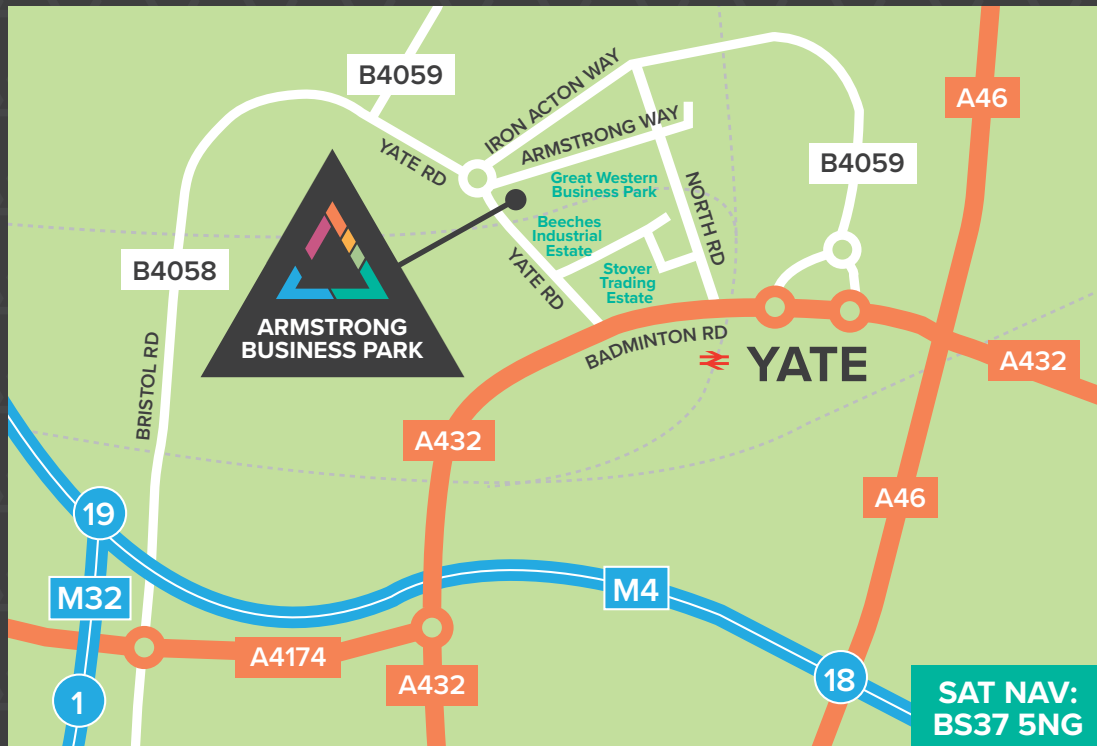 B4059
IRON ACTON WAY
A46
ARMSTRONG WAY
YATE RD
B4059
Great Western
Business Park
NORTH RD
Beeches
Industrial
Estate
B4058
YATE RD
Stover
Trading
Estate
ARMSTRONG
BUSINESS PARK
BADMINTON RD
YATE
A432
BRISTOL RD
A432
A46
19
M32
M4
A4174
A432
18
1
SAT NAV:
BS37 5NG